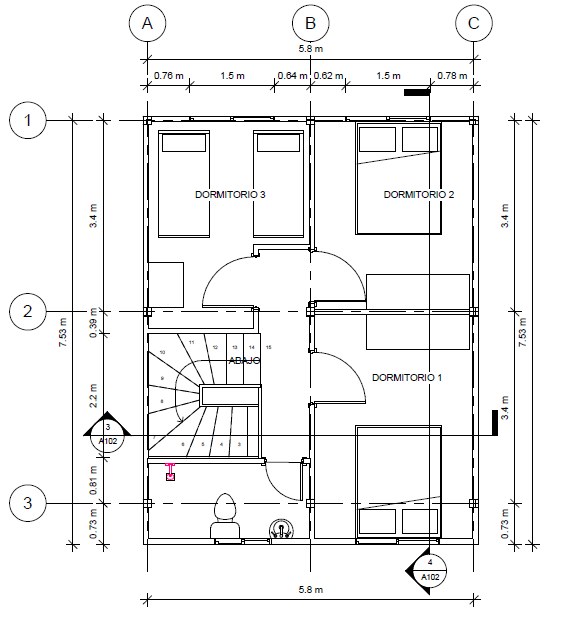 A B C
5.8 m
0.76 m 1.5 m 0.64 m 0.62 m 1.5 m 0.78 m
1
DORMITORIO 3 DORMITORIO 2
3.4 m 3.4 m
2
0.39 m
7.53 m 7.53 m
11 12 13 14 15
10
ABAJO
9
DORMITORIO 1
8
2.2 m 3.4 m
3
A102
7 6 5 4 3
0.81 m
3
0.73 m 0.73 m
4
A102
5.8 m